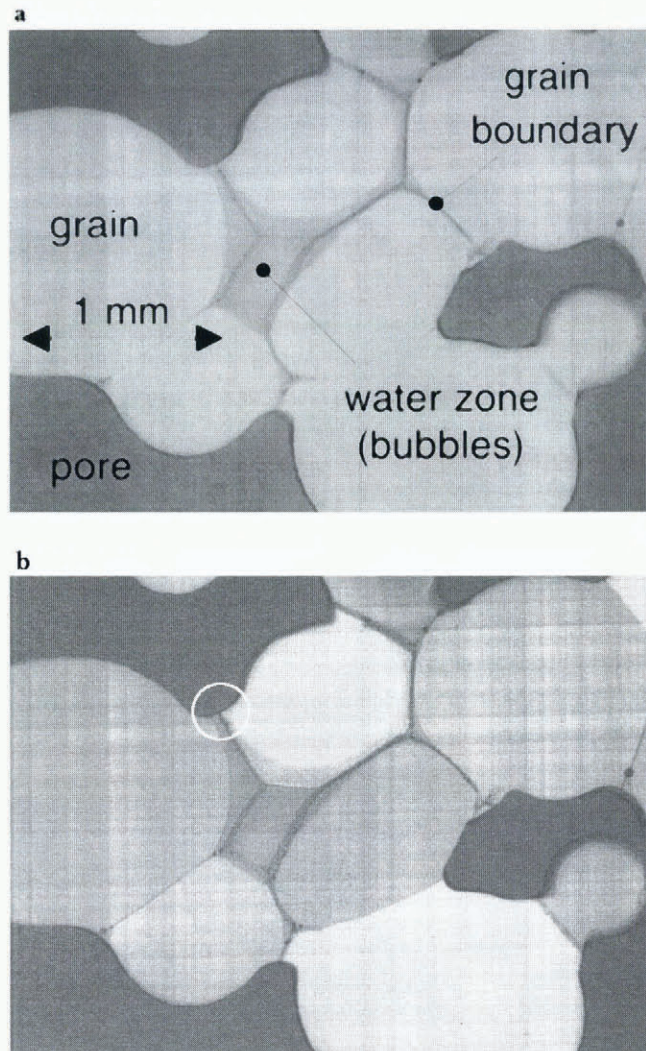 a
grain
boundary
grain
1 mm
water zone
(bubbles)
pore
b